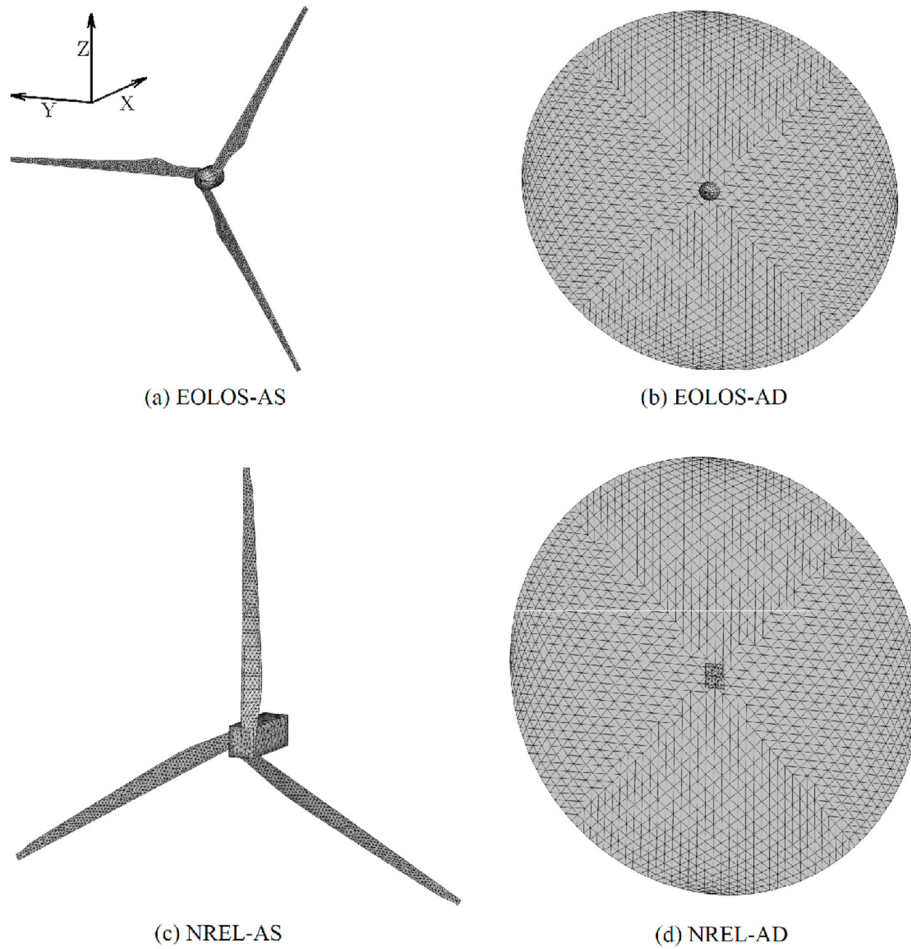 Z
Y
X
(a) EOLOS-AS
(b) EOLOS-AD
(c) NREL-AS
(d) NREL-AD